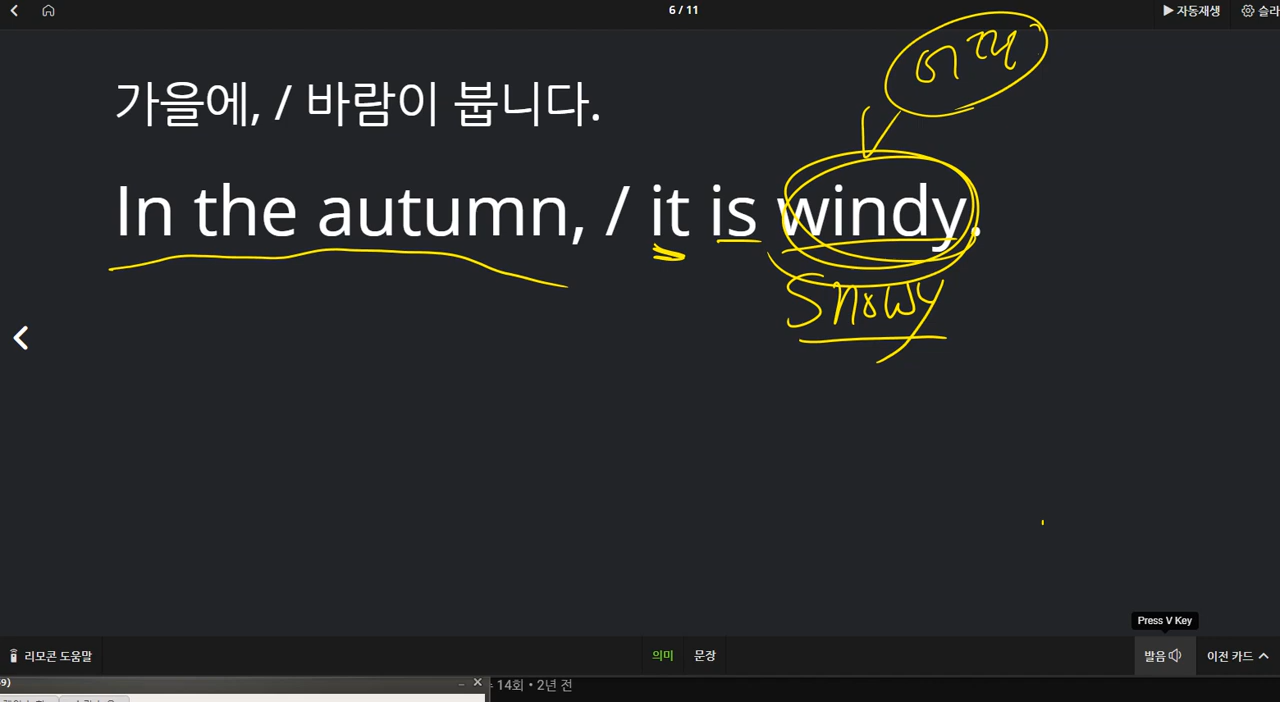 6 / 11
▶ 자동재생
슬라
가을에, / 바람이 붑니다.
In the autumn, / it is windy.
snowy
Press V Key
리모콘 도움말
의미
문장
발음
이전 카드
14회 • 2년 전